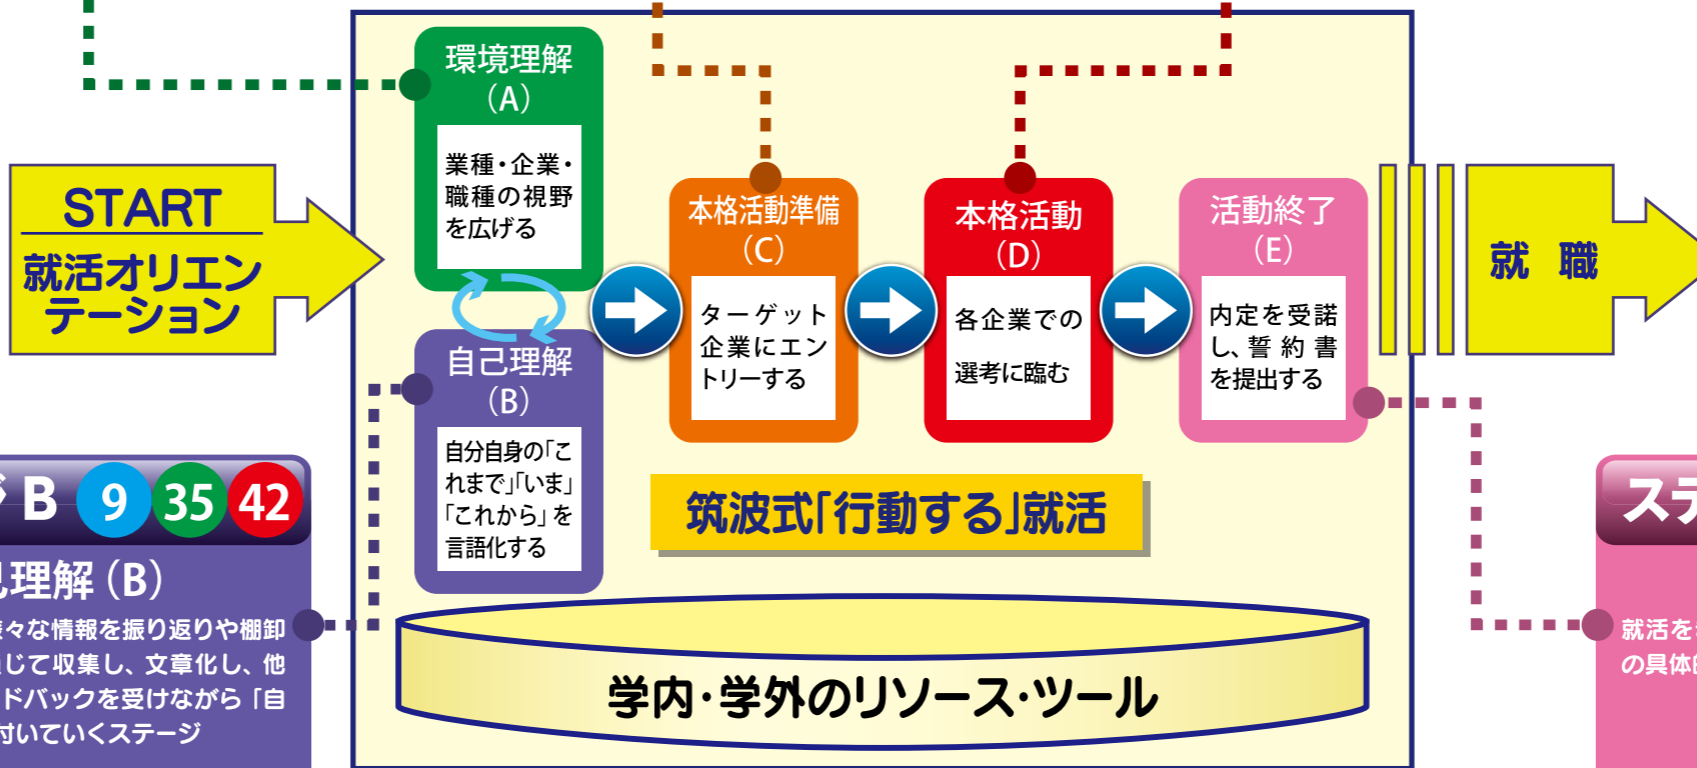 START
就活オリエン
テーション
環境理解
（A）
業種・企業・
職種の視野
を広げる
自己理解
（B）
自分自身の｢こ
れまで｣｢いま｣
｢これから｣を
言語化する
本格活動準備
（C）
ターゲット
企業にエン
トリーする
本格活動
（D）
各企業での
選考に臨む
活動終了
（E）
内定を受諾
し、誓約書
を提出する
就 職
筑波式｢行動する｣就活
学内・学外のリソース・ツール
B 9 35 42
理解（B）
々な情報を振り返りや棚卸
じて収集し、文章化し、他
ドバックを受けながら「自
付いていくステージ
ステ
就活を
の具体